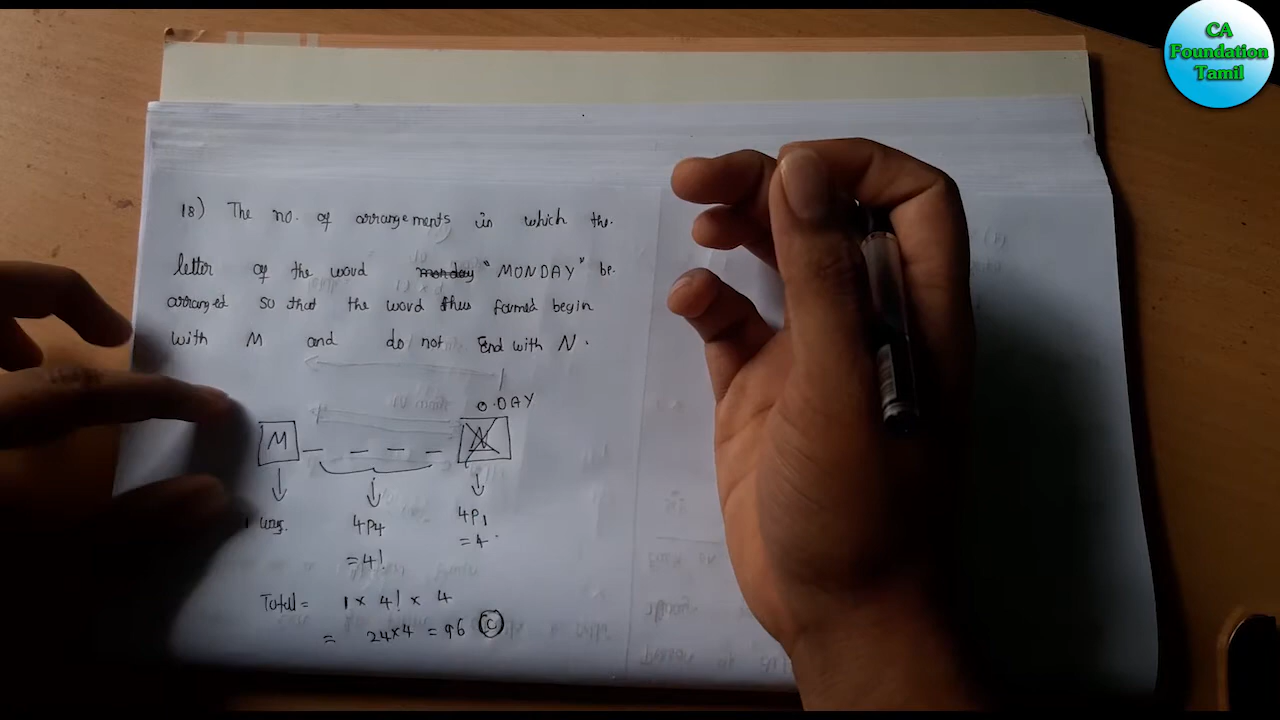 CA
Foundation
Tamil
18) The no. of arrangements in which the
letter of the word monday "MONDAY" be
arranged so that the word thus formed begin
with M and do not End with N.
O.DAY
M _ _ _ _ N
1 way. 4P4 4P1
=4! =4.
Total = 1 × 4! × 4
= 24×4 = 96 (C)